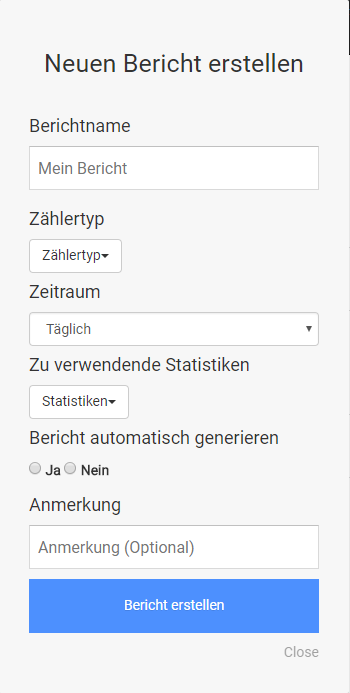 Neuen Bericht erstellen
Berichtname
Mein Bericht
Zählertyp
Zählertyp
Zeitraum
Täglich
Zu verwendende Statistiken
Statistiken
Bericht automatisch generieren
Ja Nein
Anmerkung
Anmerkung (Optional)
Bericht erstellen
Close